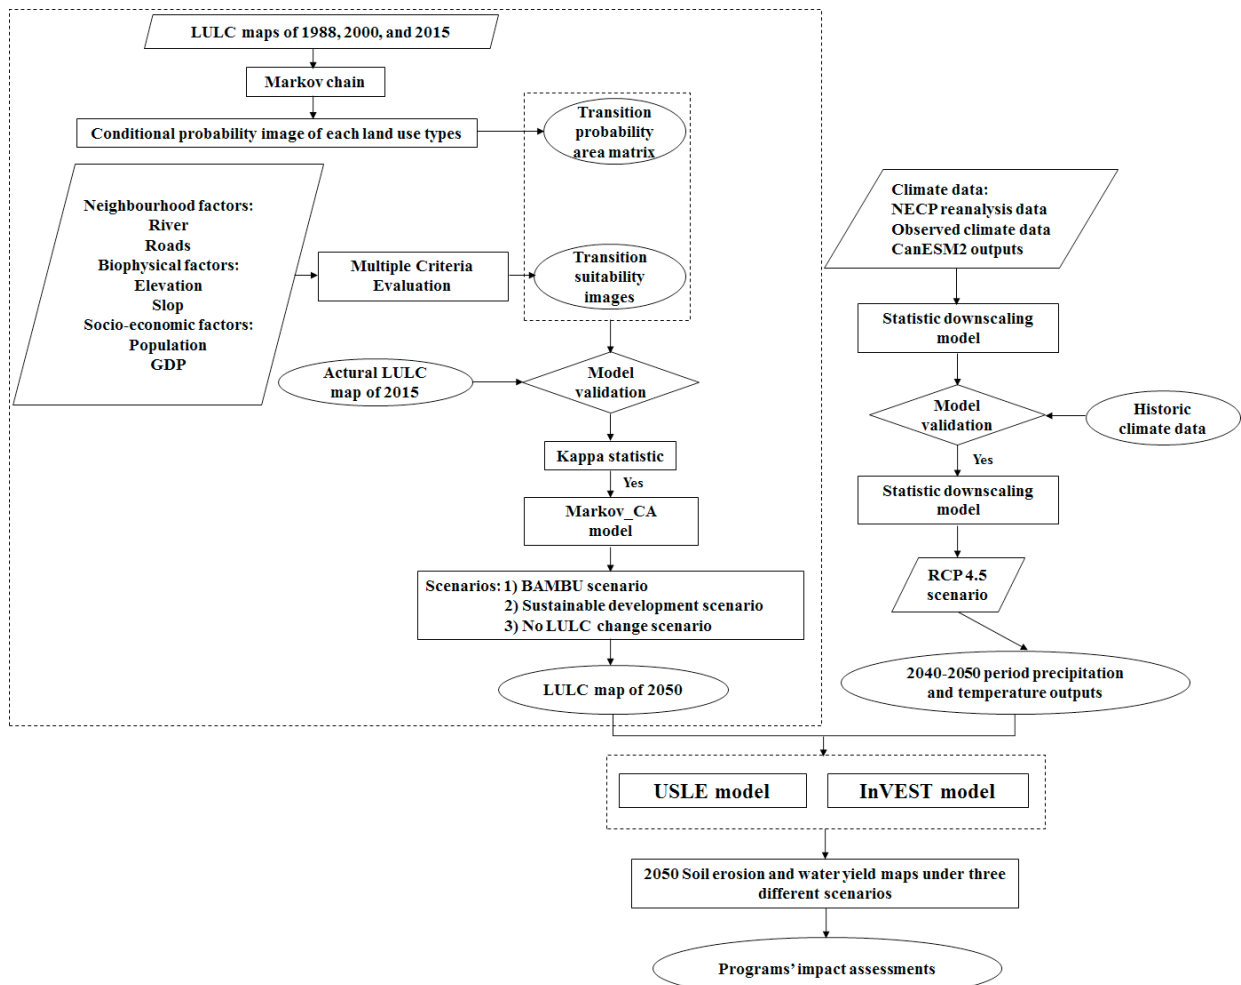 LULC maps of 1988, 2000, and 2015
Markov chain
Conditional probability image of each land use types
Transition
probability
area matrix
Neighbourhood factors:
River
Roads
Biophysical factors:
Elevation
Slop
Socio-economic factors:
Population
GDP
Multiple Criteria
Evaluation
Transition
suitability
images
Actural LULC
map of 2015
Model
validation
Kappa statistic
Yes
Markov_CA
model
Scenarios: 1) BAMBU scenario
2) Sustainable development scenario
3) No LULC change scenario
LULC map of 2050
Climate data:
NECP reanalysis data
Observed climate data
CanESM2 outputs
Statistic downscaling
model
Model
validation
Historic
climate data
Yes
Statistic downscaling
model
RCP 4.5
scenario
2040-2050 period precipitation
and temperature outputs
USLE model
InVEST model
2050 Soil erosion and water yield maps under three
different scenarios
Programs’ impact assessments